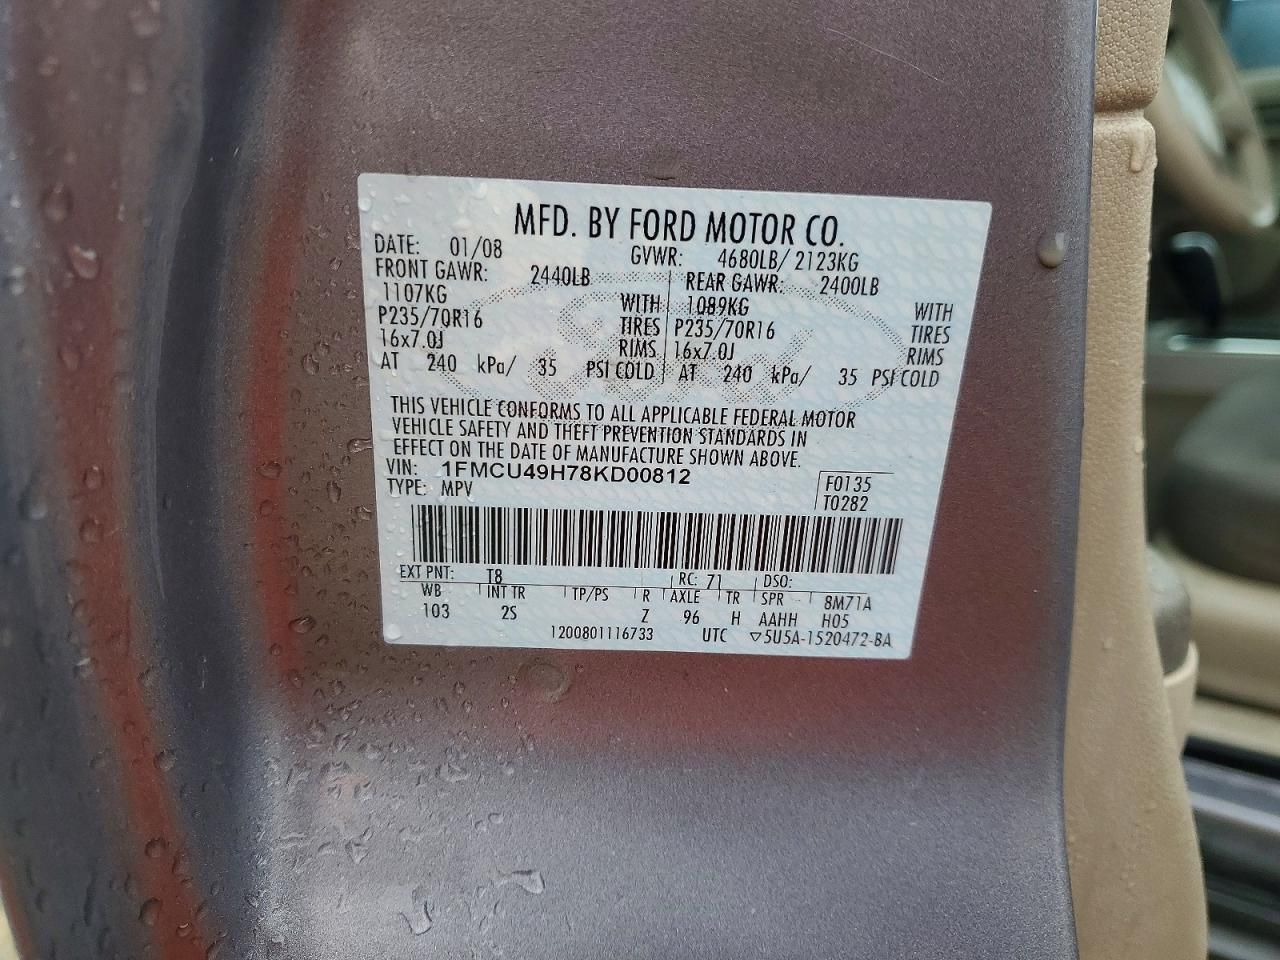 MFD. BY FORD MOTOR CO.
DATE: 01/08 GVWR: 4680LB/ 2123KG
FRONT GAWR: 2440LB REAR GAWR: 2400LB
1107KG WITH 1089KG WITH
P235/70R16 TIRES P235/70R16 TIRES
16x7.0J RIMS 16x7.0J RIMS
AT 240 kPa/ 35 PSI COLD AT 240 kPa/ 35 PSI COLD
THIS VEHICLE CONFORMS TO ALL APPLICABLE FEDERAL MOTOR
VEHICLE SAFETY AND THEFT PREVENTION STANDARDS IN
EFFECT ON THE DATE OF MANUFACTURE SHOWN ABOVE.
VIN: 1FMCU49H78KD00812 F0135
TYPE: MPV T0282
EXT PNT: T8 RC: 71 DSO:
WB INT TR TP/PS R AXLE TR SPR 8M71A
103 2S Z 96 H AAHH H05
1200801116733 UTC ▽5U5A-1520472-BA